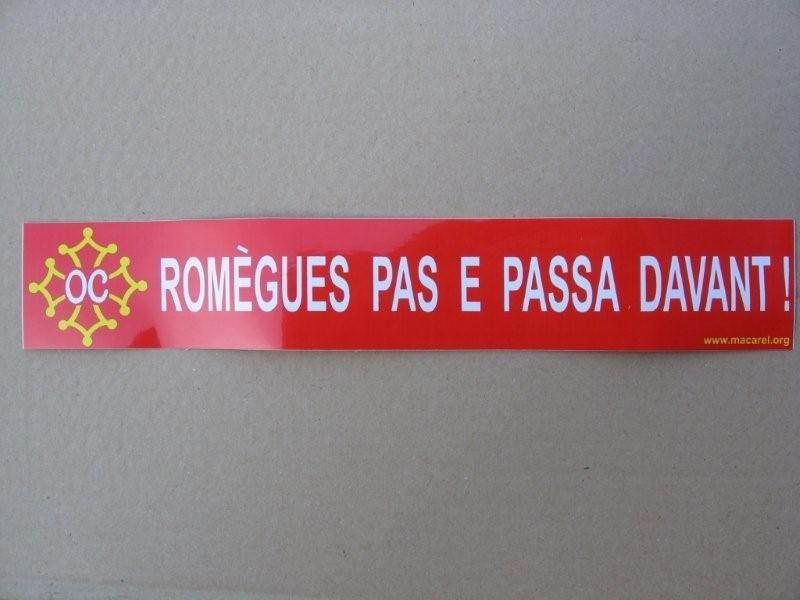 OC ROMÈGUES PAS E PASSA DAVANT !
www.macarel.org